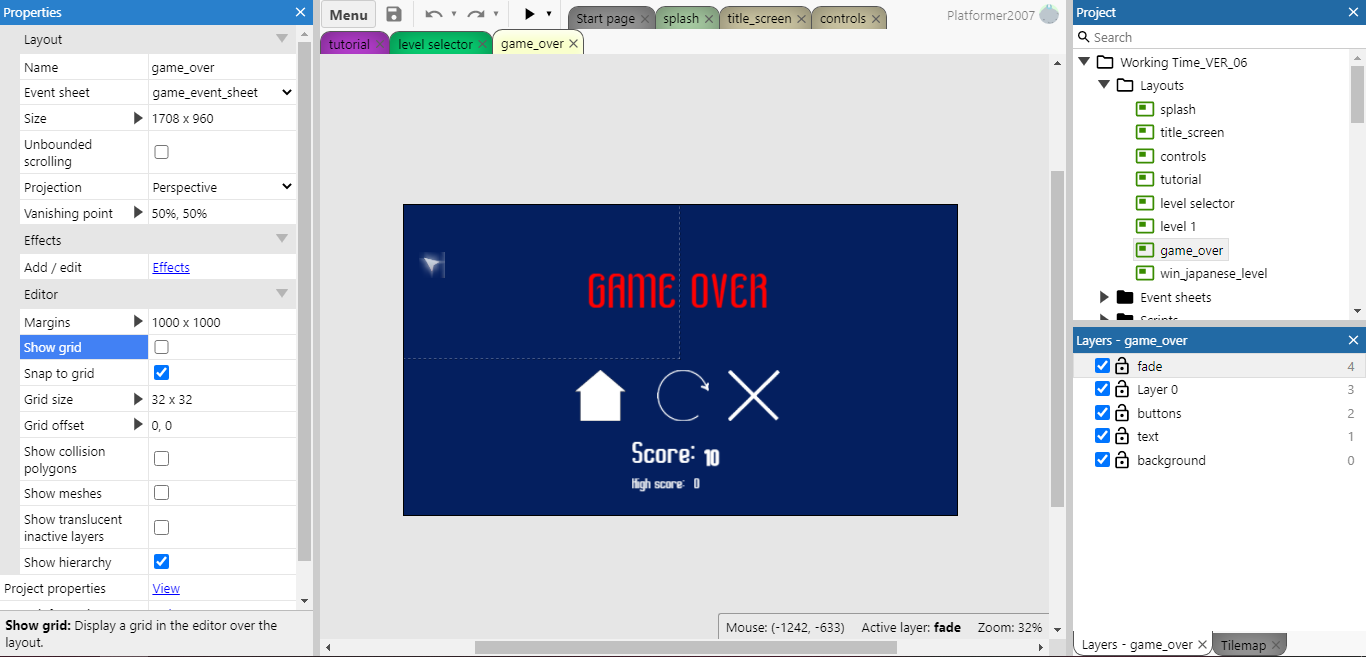 Properties
Layout
Name game_over
Event sheet game_event_sheet
Size 1708 x 960
Unbounded
scrolling
Projection Perspective
Vanishing point 50%, 50%
Effects
Add / edit Effects
Editor
Margins 1000 x 1000
Show grid
Snap to grid
Grid size 32 x 32
Grid offset 0, 0
Show collision
polygons
Show meshes
Show translucent
inactive layers
Show hierarchy
Project properties View
Show grid: Display a grid in the editor over the
layout.
Menu
Start page
splash
title_screen
controls
Platformer2007
tutorial
level selector
game_over
GAME OVER
Score: 10
High score: 0
Mouse: (-1242, -633) Active layer: fade Zoom: 32%
Project
Search
Working Time_VER_06
Layouts
splash
title_screen
controls
tutorial
level selector
level 1
game_over
win_japanese_level
Event sheets
Scripts
Layers - game_over
fade 4
Layer 0 3
buttons 2
text 1
background 0
Layers - game_over
Tilemap